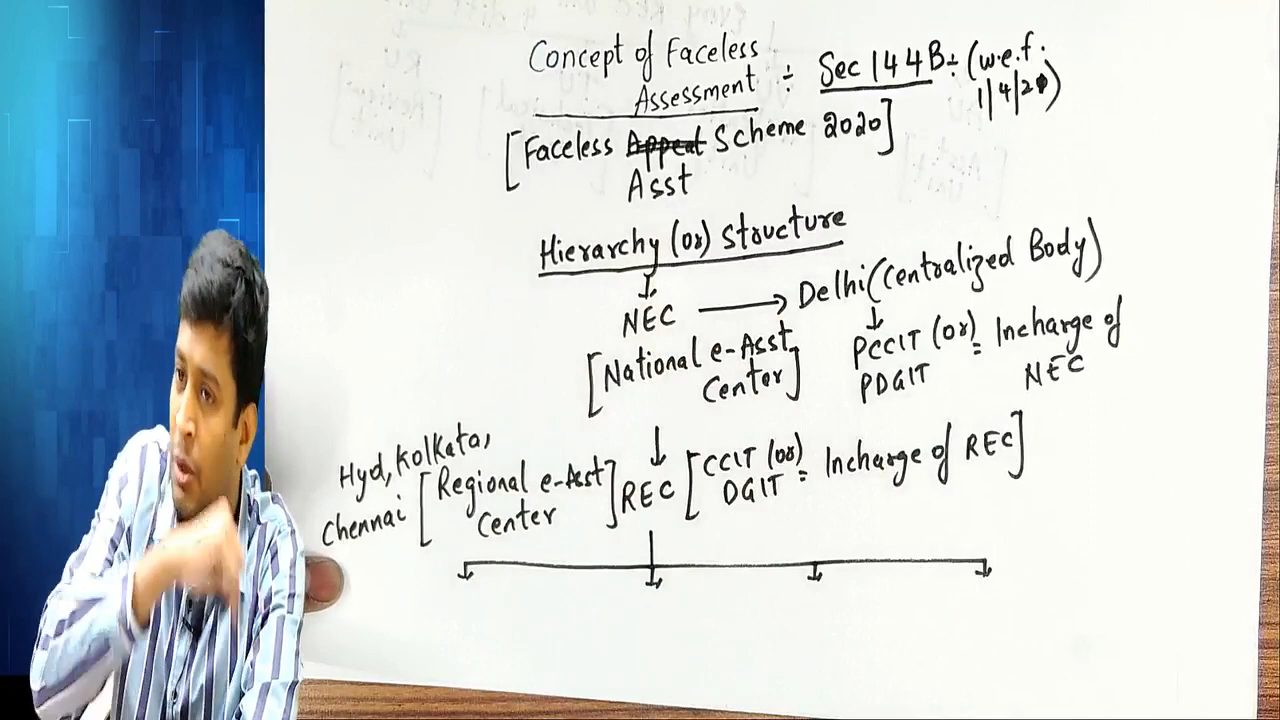 Concept of Faceless
Assessment ÷ Sec 144B ÷ (w.e.f.
1/4/2
[Faceless Appeal Scheme 2020]
Asst
Hierarchy (or) Structure
NEC → Delhi (Centralized Body)
[National e-Asst
Center]
PCCIT (or)
PDGIT = Incharge of
NEC
Hyd, Kolkata,
Chennai [Regional e-Asst
Center] REC [CCIT (or)
DGIT = Incharge of REC]